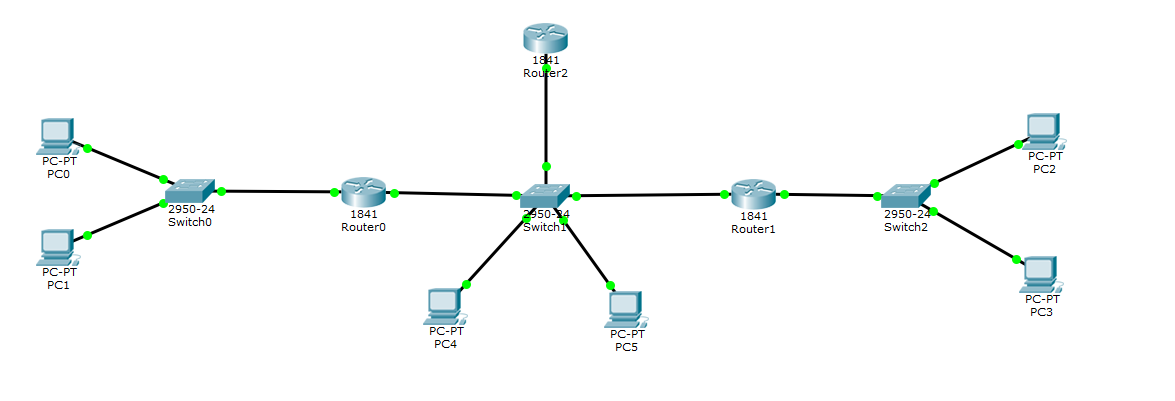 1841
Router2
PC-PT
PC0
PC-PT
PC1
2950-24
Switch0
1841
Router0
2950-24
Switch1
1841
Router1
2950-24
Switch2
PC-PT
PC2
PC-PT
PC3
PC-PT
PC4
PC-PT
PC5